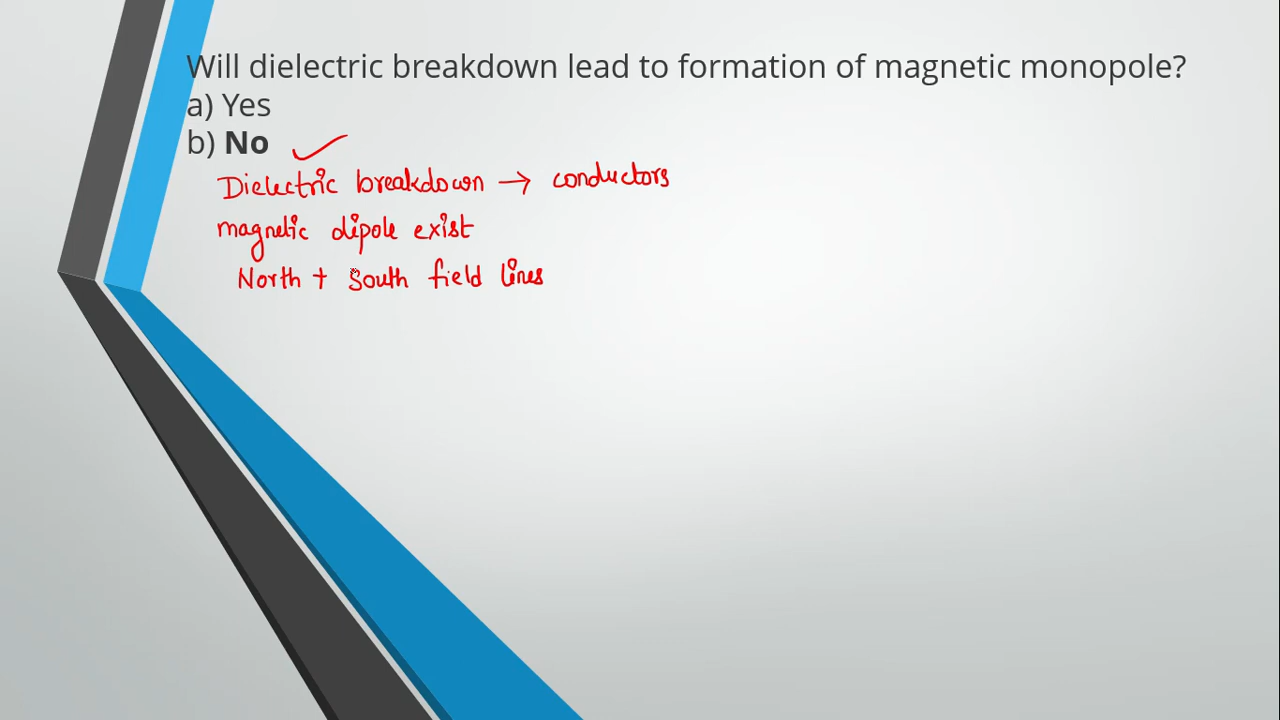 Will dielectric breakdown lead to formation of magnetic monopole?
a) Yes
b) No ✓
Dielectric breakdown → conductors
magnetic dipole exist
North + South field lines